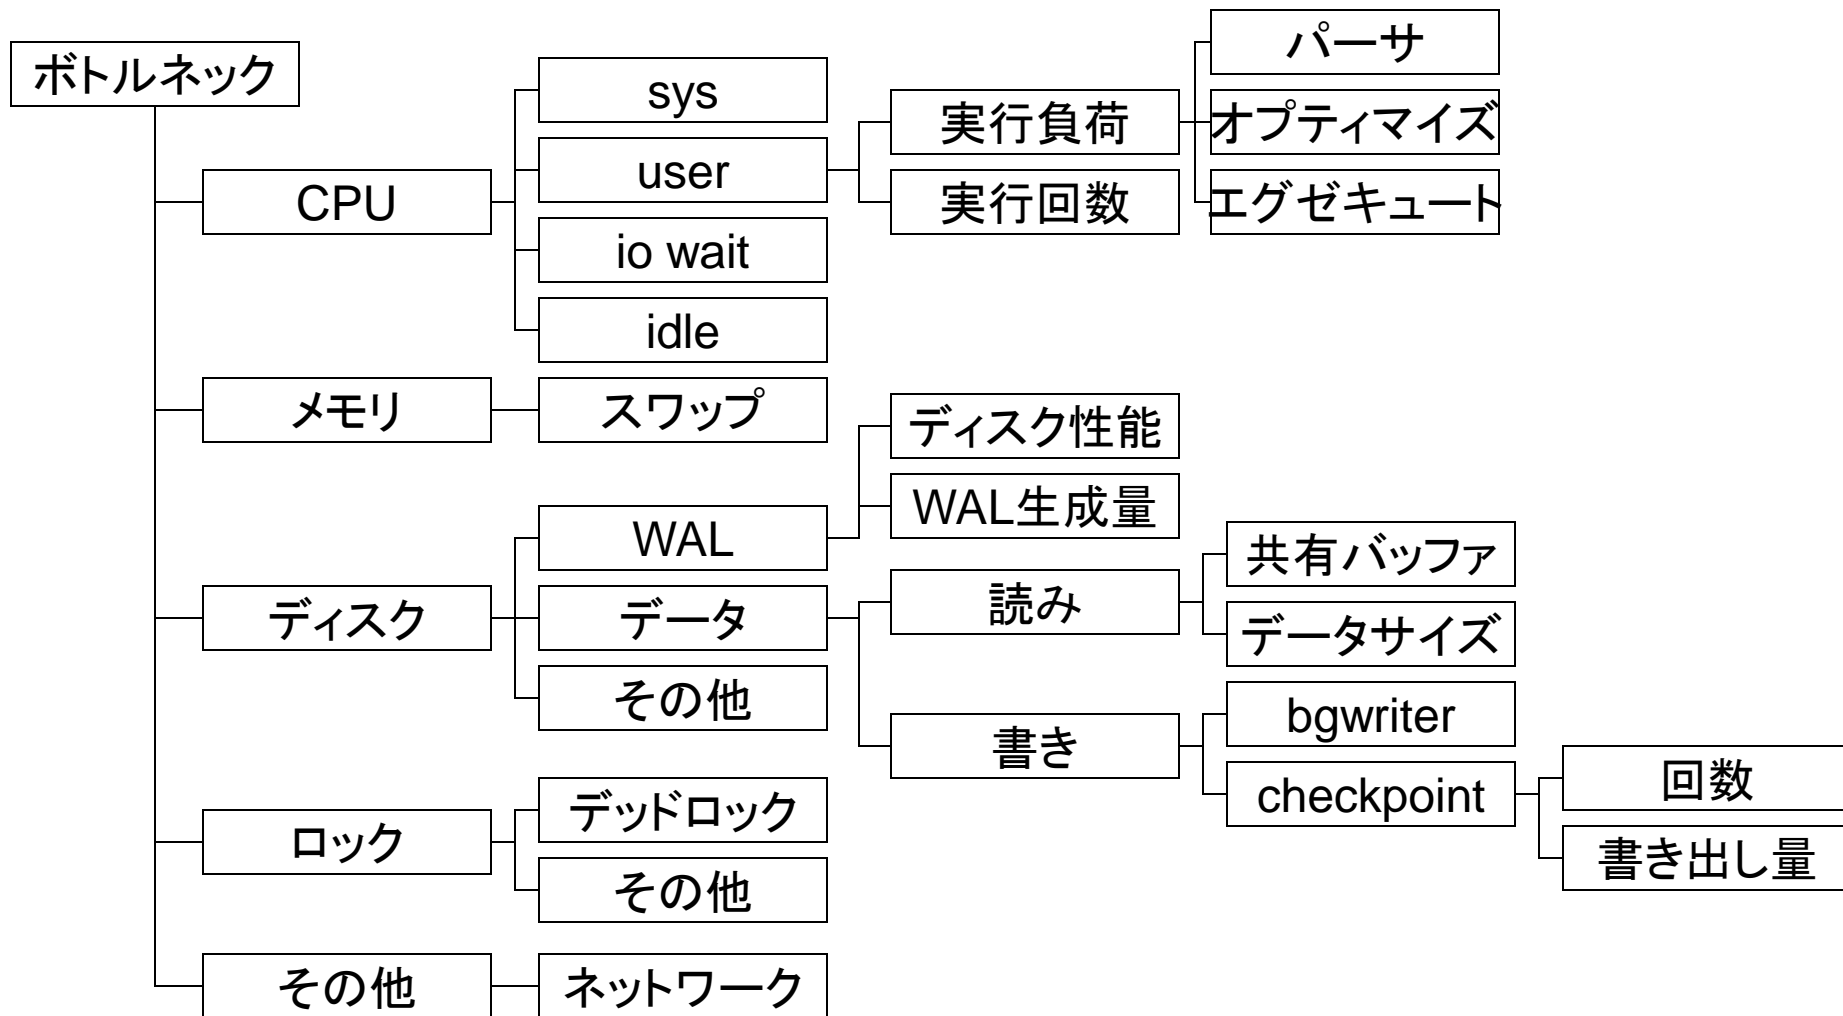 ボトルネック
CPU
sys
user
実行負荷
パーサ
オプティマイズ
エグゼキュート
実行回数
io wait
idle
メモリ
スワップ
ディスク
WAL
ディスク性能
WAL生成量
データ
読み
共有バッファ
データサイズ
書き
bgwriter
checkpoint
回数
書き出し量
その他
ロック
デッドロック
その他
その他
ネットワーク